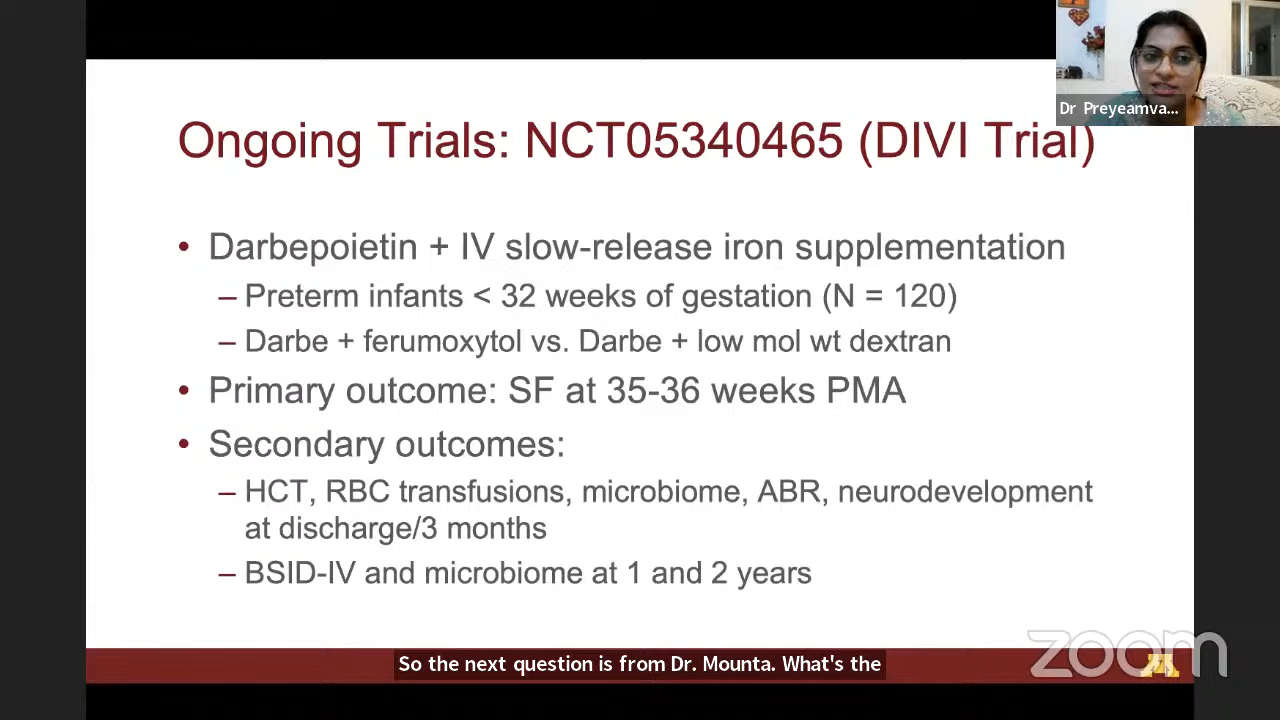 Dr Preyeamva...
Ongoing Trials: NCT05340465 (DIVI Trial)
• Darbepoietin + IV slow-release iron supplementation
– Preterm infants < 32 weeks of gestation (N = 120)
– Darbe + ferumoxytol vs. Darbe + low mol wt dextran
• Primary outcome: SF at 35-36 weeks PMA
• Secondary outcomes:
– HCT, RBC transfusions, microbiome, ABR, neurodevelopment
at discharge/3 months
– BSID-IV and microbiome at 1 and 2 years
So the next question is from Dr. Mounta. What's the
zoom
M